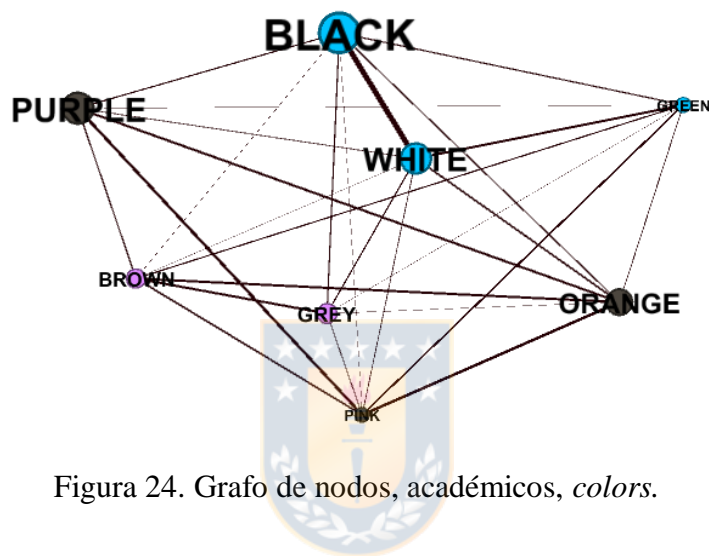 BLACK
PURPLE
GREEN
WHITE
BROWN
GREY
ORANGE
PINK
Figura 24. Grafo de nodos, académicos, colors.